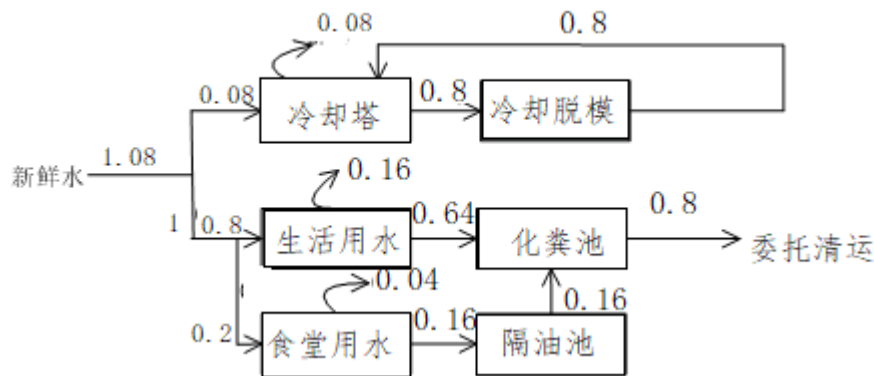 0.08
0.8
0.08
冷却塔
0.8
冷却脱模
新鲜水
1.08
0.16
1
0.8
生活用水
0.64
化粪池
0.8
委托清运
0.04
0.2
食堂用水
0.16
隔油池
0.16